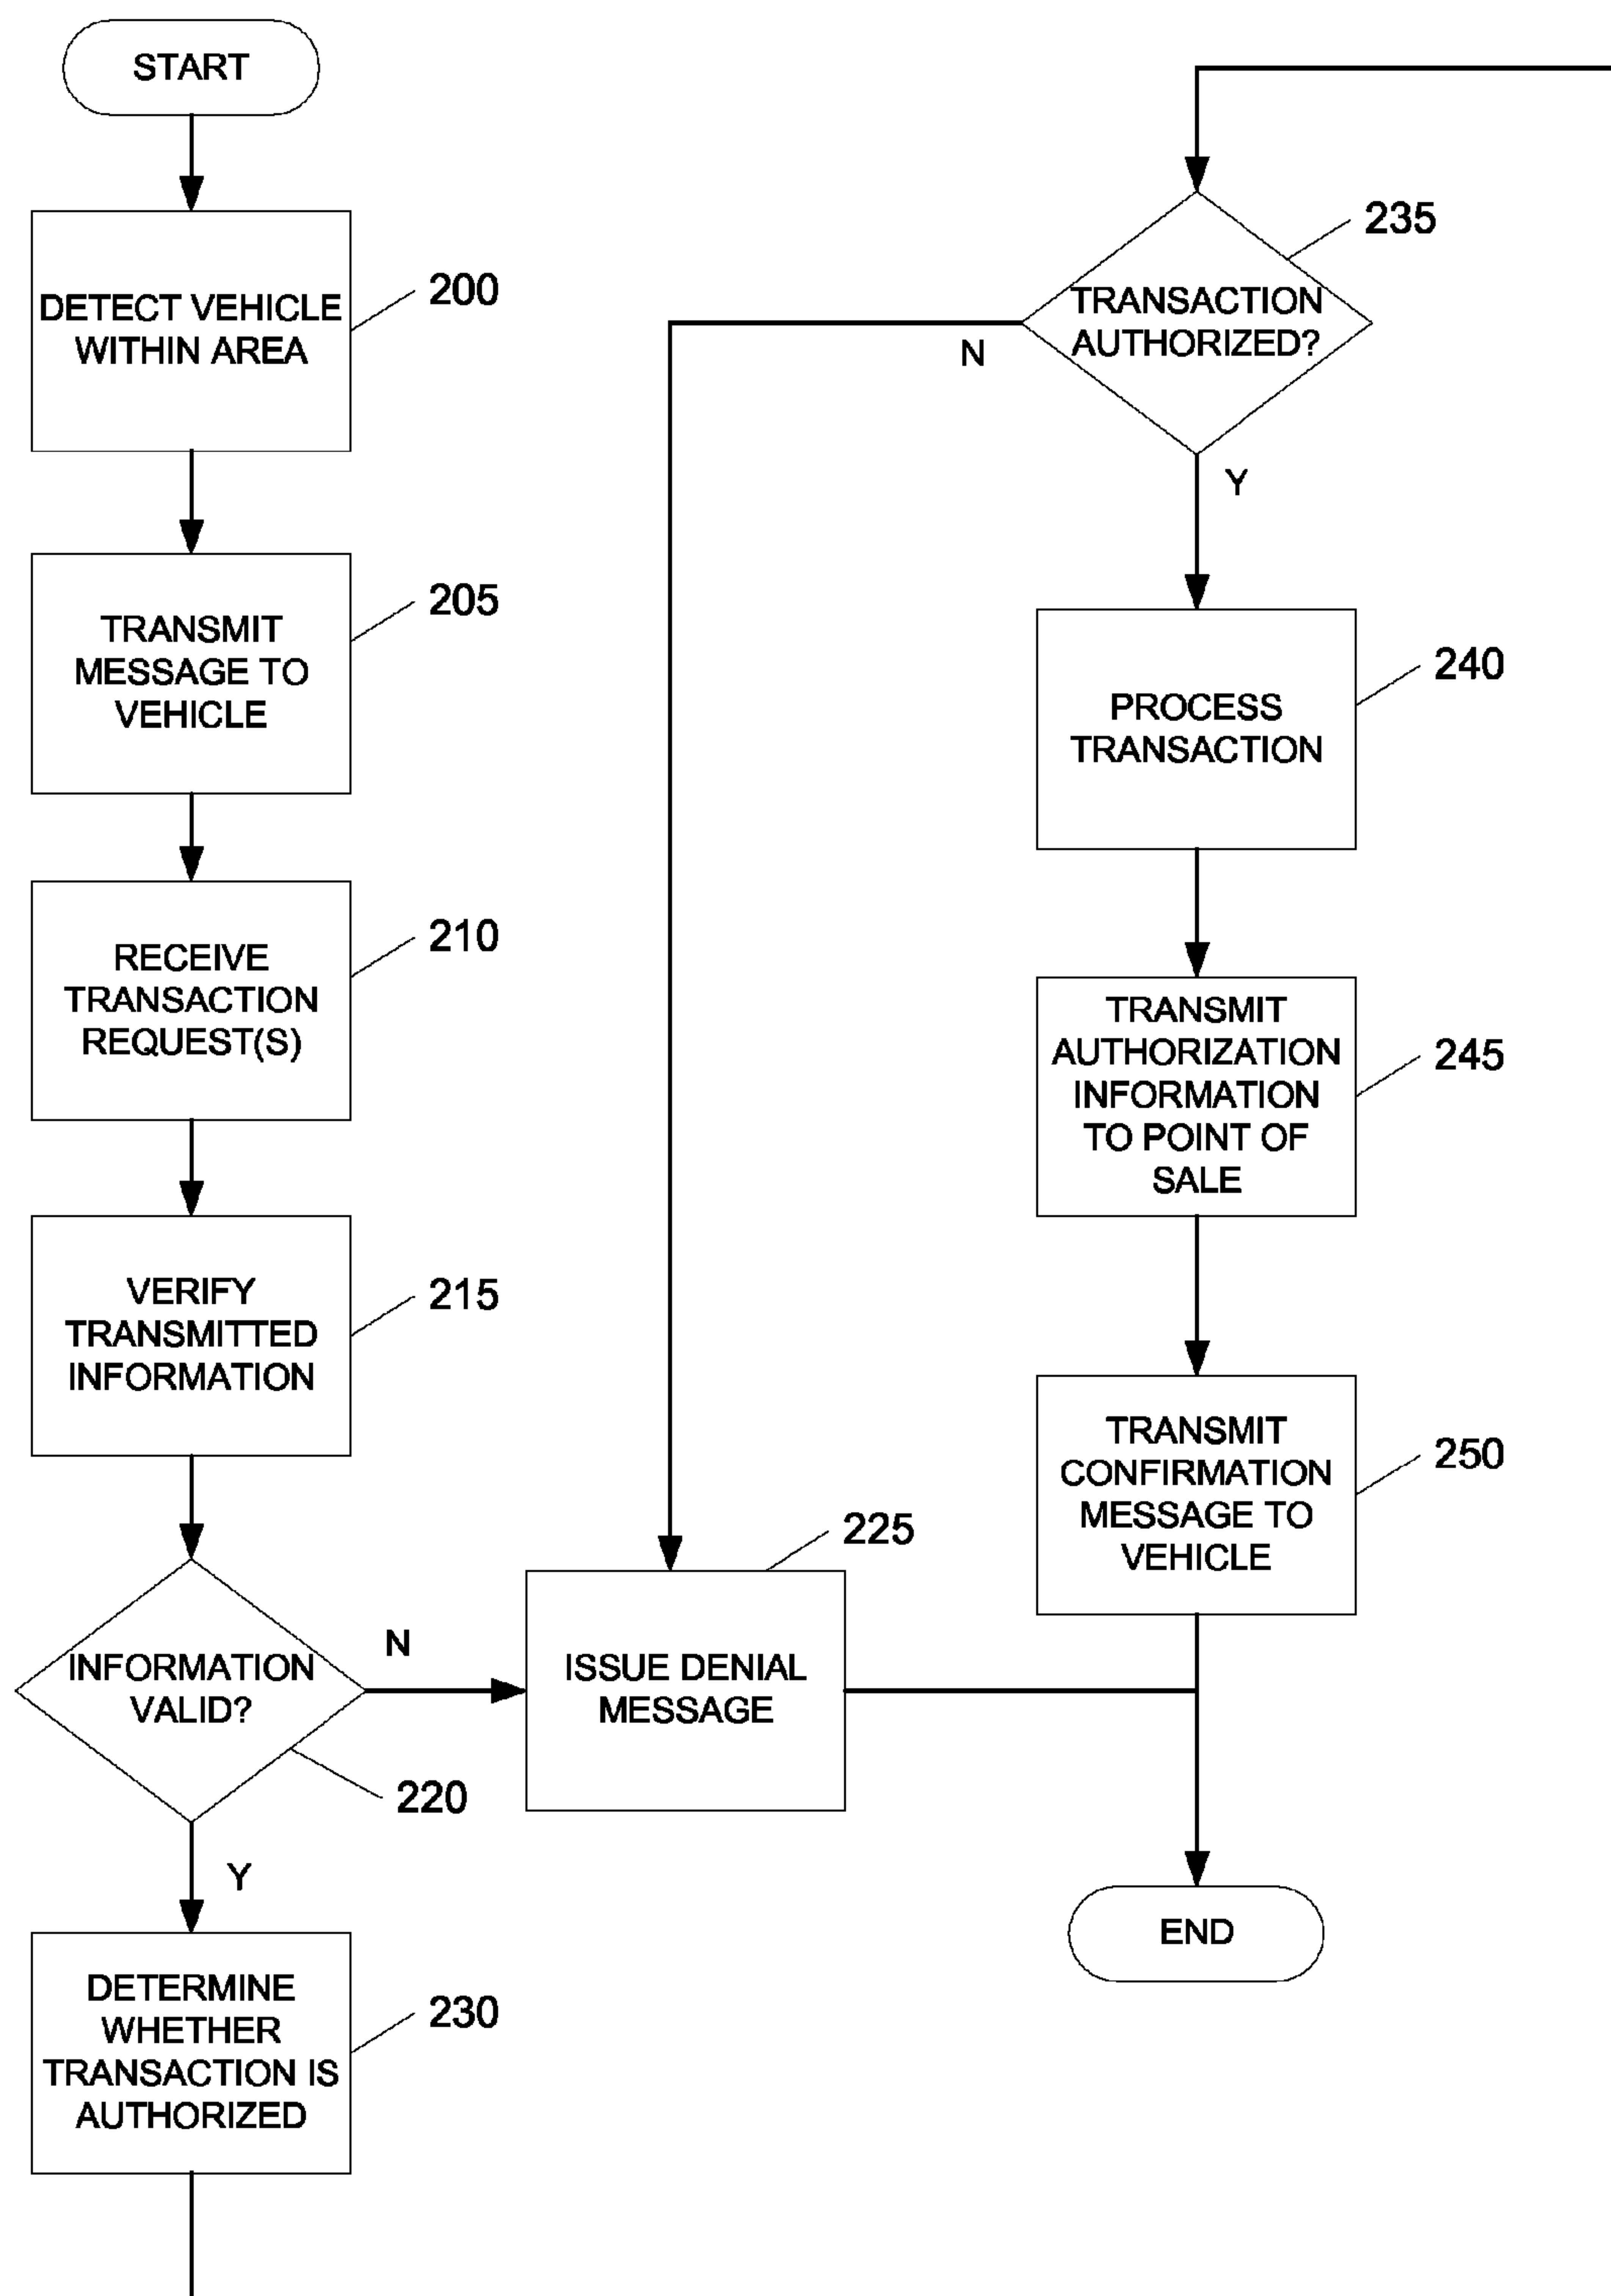 START
DETECT VEHICLE
WITHIN AREA
200
TRANSMIT
MESSAGE TO
VEHICLE
205
RECEIVE
TRANSACTION
REQUEST(S)
210
VERIFY
TRANSMITTED
INFORMATION
215
INFORMATION
VALID?
220
N
Y
ISSUE DENIAL
MESSAGE
225
DETERMINE
WHETHER
TRANSACTION IS
AUTHORIZED
230
TRANSACTION
AUTHORIZED?
235
N
Y
PROCESS
TRANSACTION
240
TRANSMIT
AUTHORIZATION
INFORMATION
TO POINT OF
SALE
245
TRANSMIT
CONFIRMATION
MESSAGE TO
VEHICLE
250
END